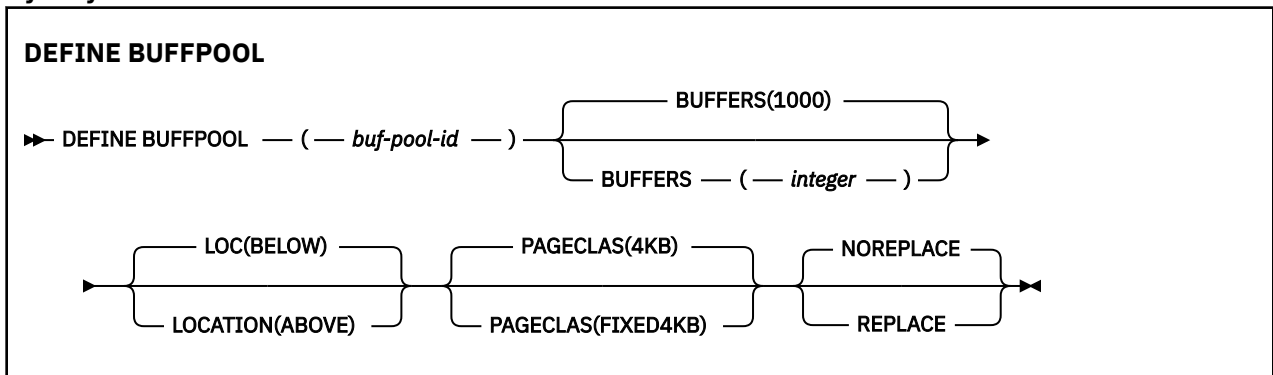 DEFINE BUFFPOOL
BUFFERS(1000)
DEFINE BUFFPOOL ( buf-pool-id )
BUFFERS ( integer )
LOC(BELOW) PAGECLAS(4KB) NOREPLACE
LOCATION(ABOVE) PAGECLAS(FIXED4KB) REPLACE